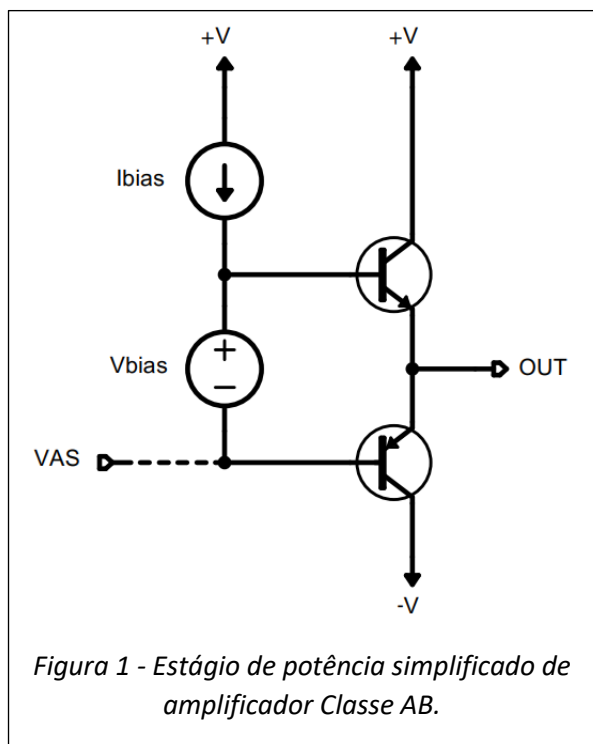 +V +V
Ibias
+
Vbias
−
OUT
VAS
-V
Figura 1 - Estágio de potência simplificado de
amplificador Classe AB.